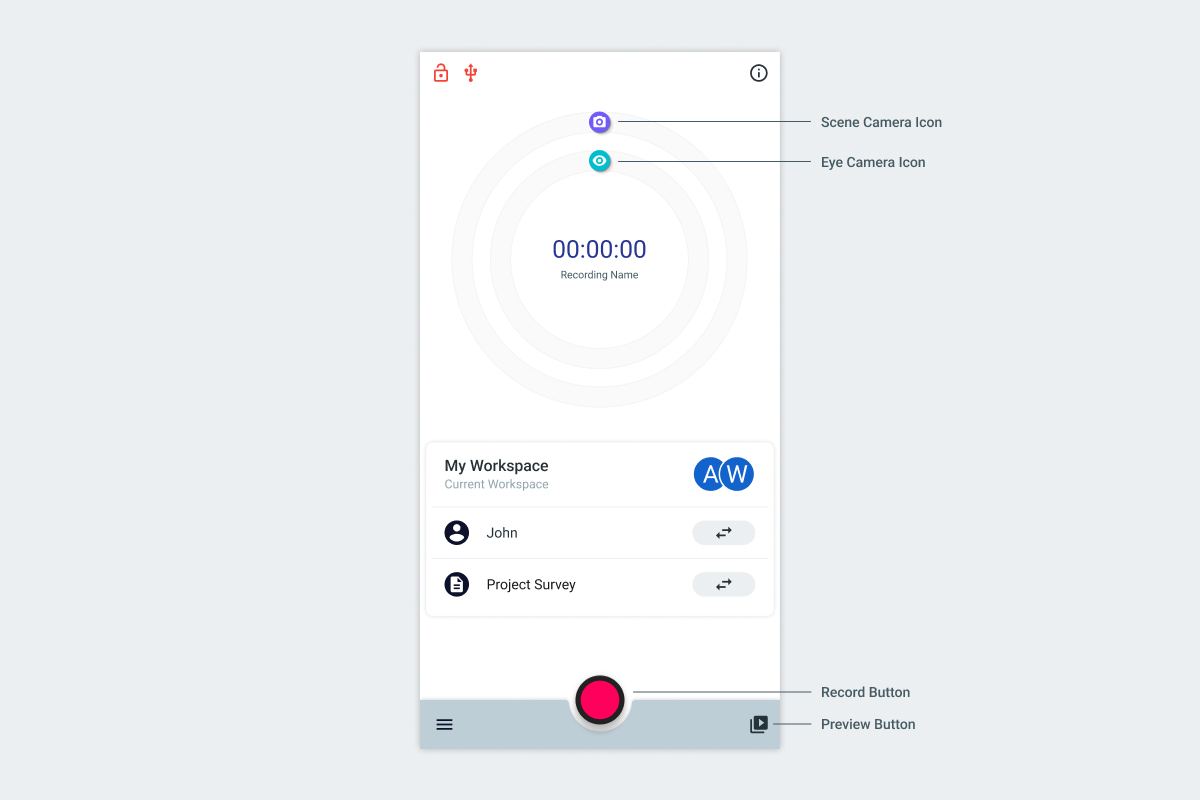 Scene Camera Icon
Eye Camera Icon
00:00:00
Recording Name
My Workspace
Current Workspace
A W
John
Project Survey
Record Button
Preview Button